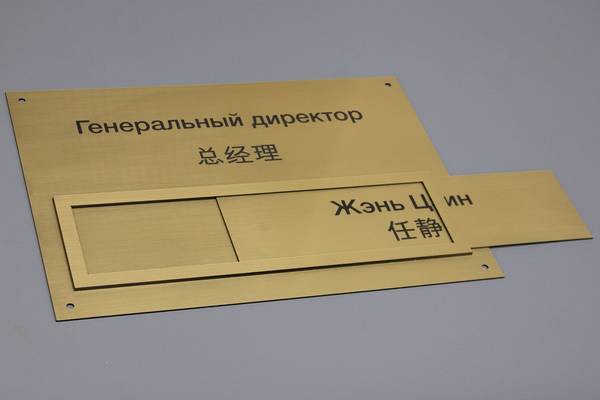 Генеральный директор
总经理
Жэнь Ц ин
任静